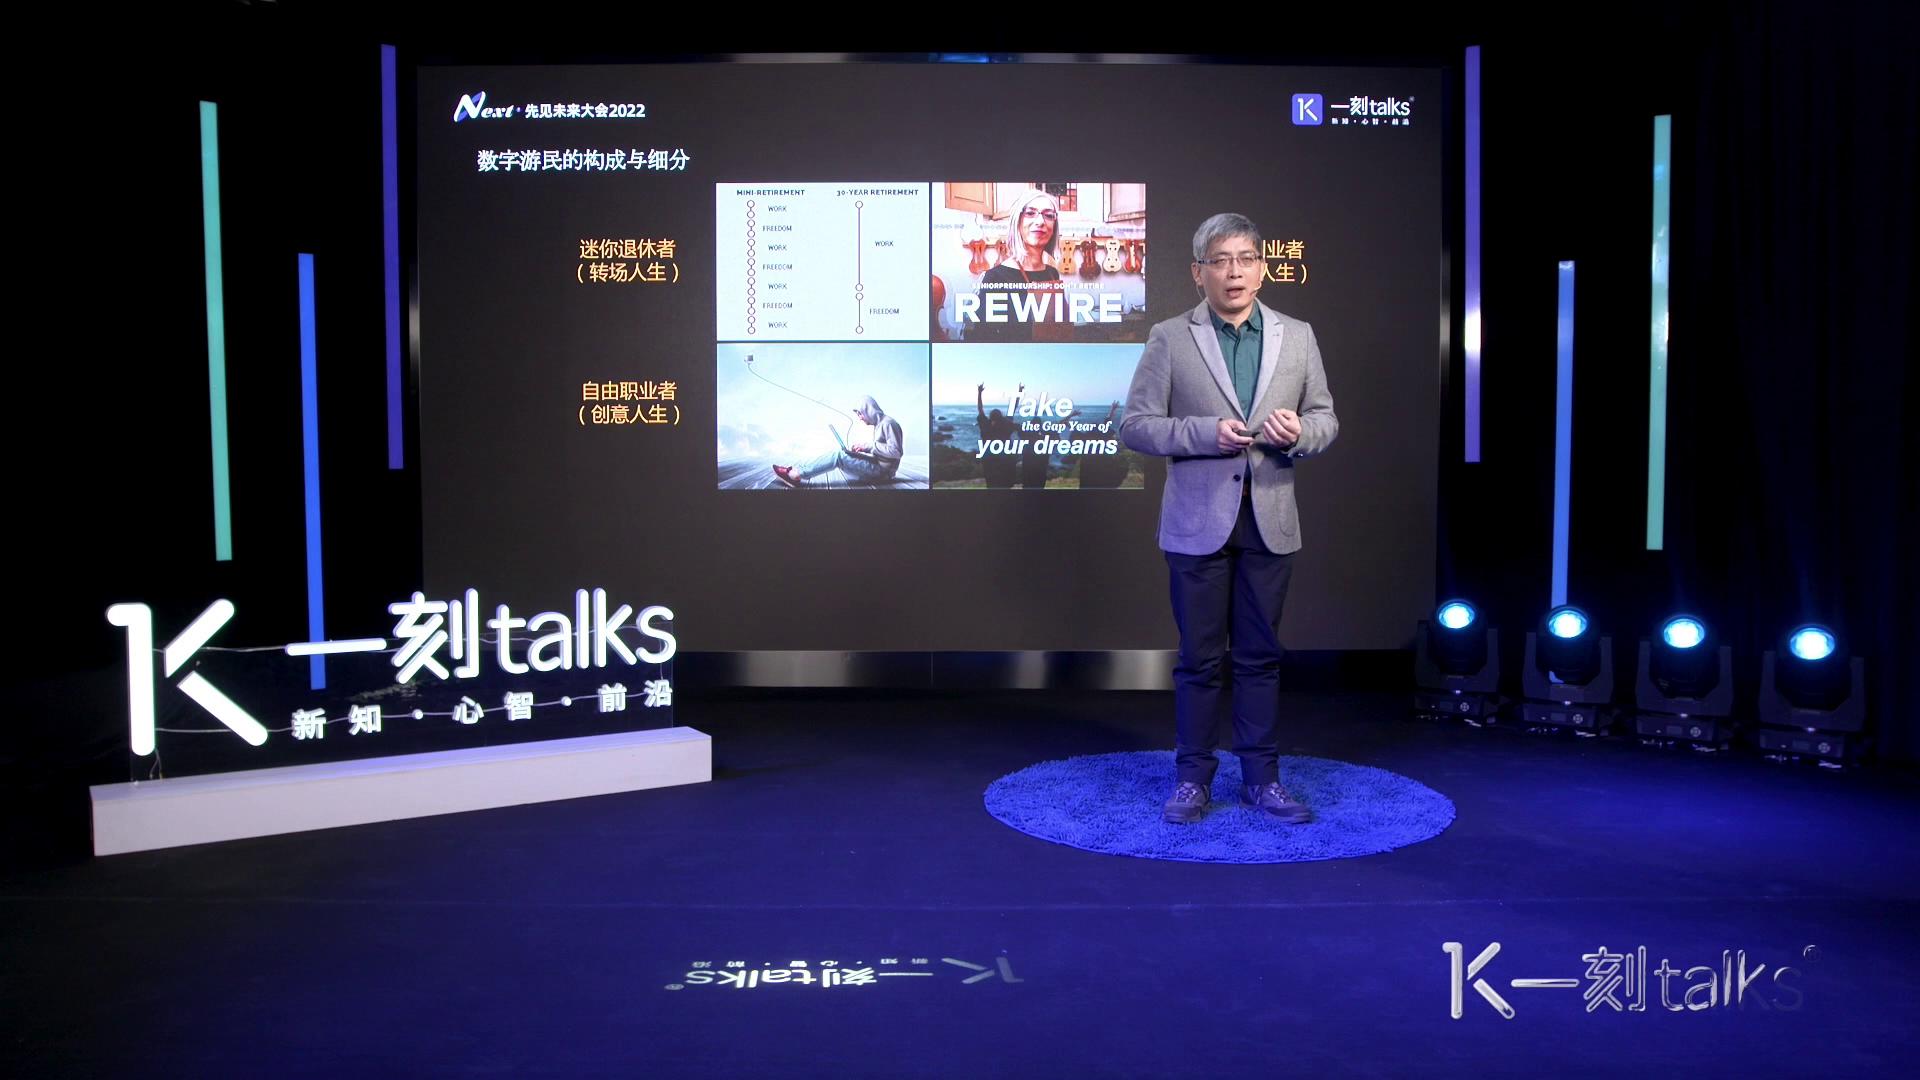 Next·先见未来大会2022
一刻talks®
新知·心智·前沿
数字游民的构成与细分
迷你退休者
（转场人生）
MINI-RETIREMENT
WORK
FREEDOM
WORK
FREEDOM
WORK
FREEDOM
WORK
30-YEAR RETIREMENT
WORK
FREEDOM
SENIORPRENEURSHIP: DON'T RETIRE
REWIRE
业者
人生）
自由职业者
（创意人生）
Take
the Gap Year of
your dreams
一刻talks
新知·心智·前沿
一刻talks®
新知·心智·前沿
一刻talks®